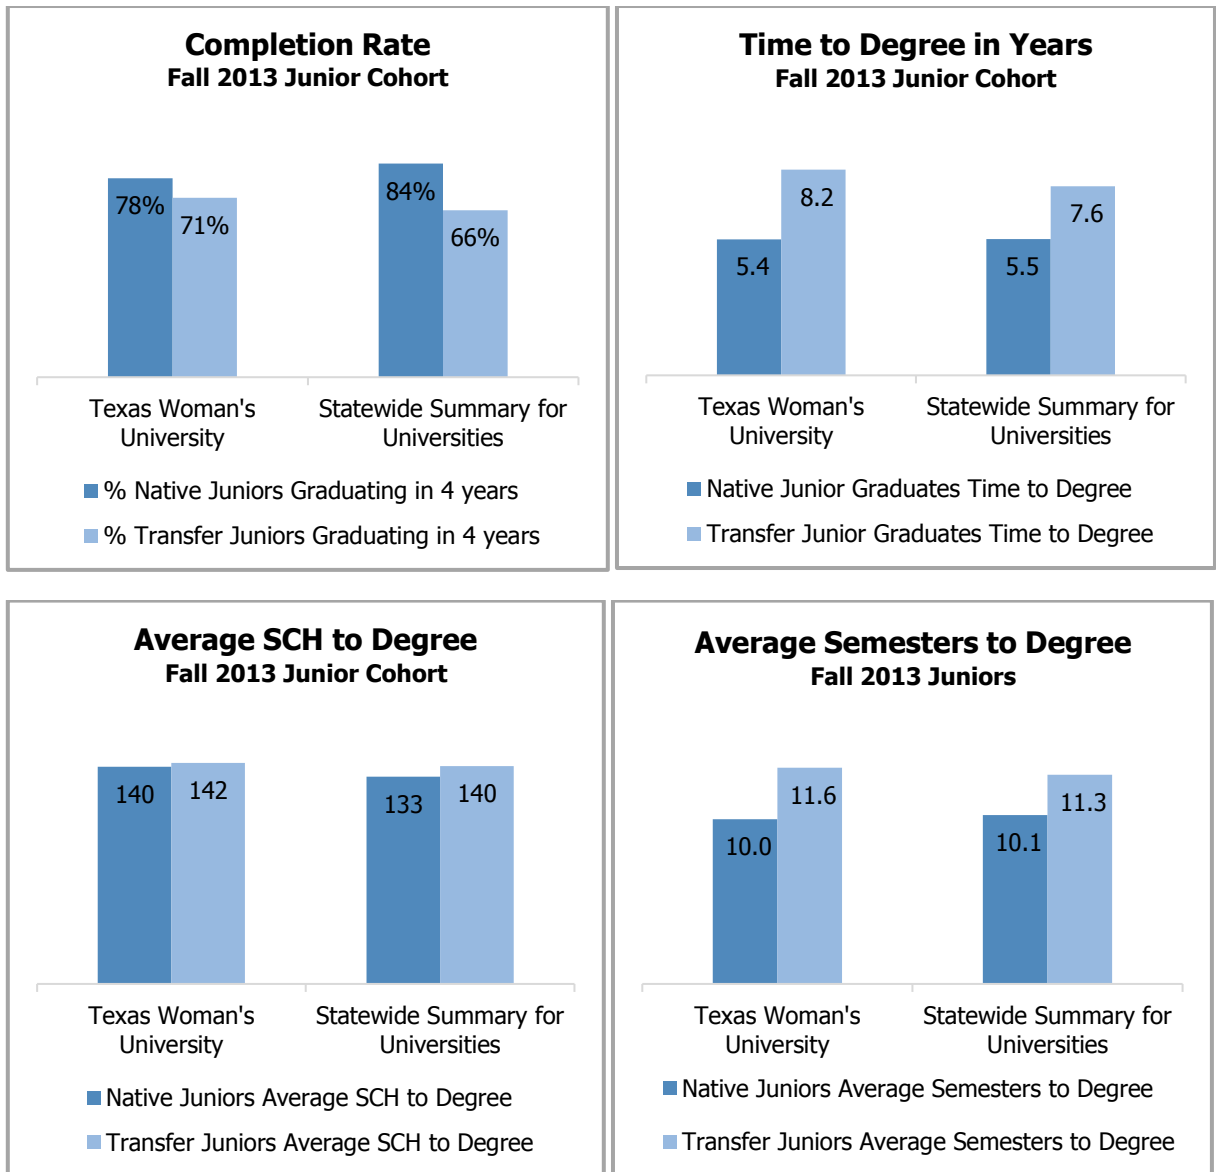 Completion Rate
Fall 2013 Junior Cohort
78%
71%
84%
66%
Texas Woman's
University
Statewide Summary for
Universities
% Native Juniors Graduating in 4 years
% Transfer Juniors Graduating in 4 years
Time to Degree in Years
Fall 2013 Junior Cohort
5.4
8.2
5.5
7.6
Texas Woman's
University
Statewide Summary for
Universities
Native Junior Graduates Time to Degree
Transfer Junior Graduates Time to Degree
Average SCH to Degree
Fall 2013 Junior Cohort
140
142
133
140
Texas Woman's
University
Statewide Summary for
Universities
Native Juniors Average SCH to Degree
Transfer Juniors Average SCH to Degree
Average Semesters to Degree
Fall 2013 Juniors
10.0
11.6
10.1
11.3
Texas Woman's
University
Statewide Summary for
Universities
Native Juniors Average Semesters to Degree
Transfer Juniors Average Semesters to Degree